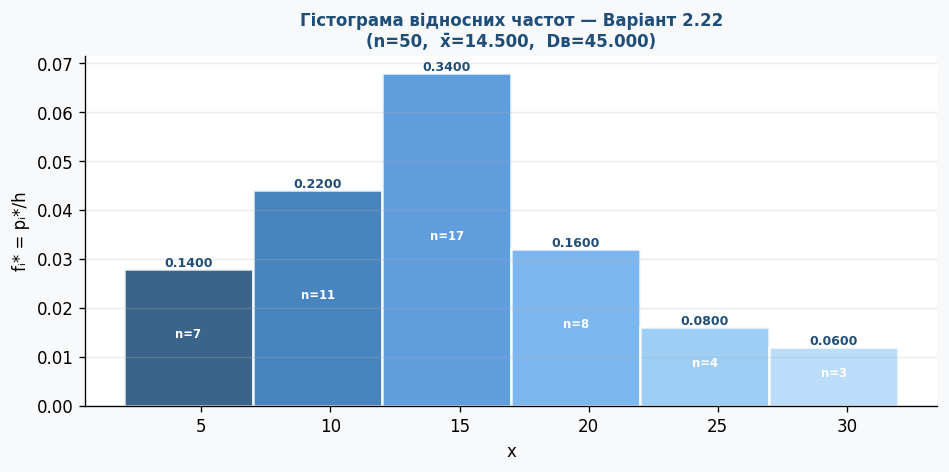 Гістограма відносних частот — Варіант 2.22
(n=50, x̄=14.500, Dв=45.000)
0.07
0.06
0.05
0.04
0.03
0.02
0.01
0.00
fᵢ* = pᵢ*/h
0.1400
n=7
0.2200
n=11
0.3400
n=17
0.1600
n=8
0.0800
n=4
0.0600
n=3
5 10 15 20 25 30
x